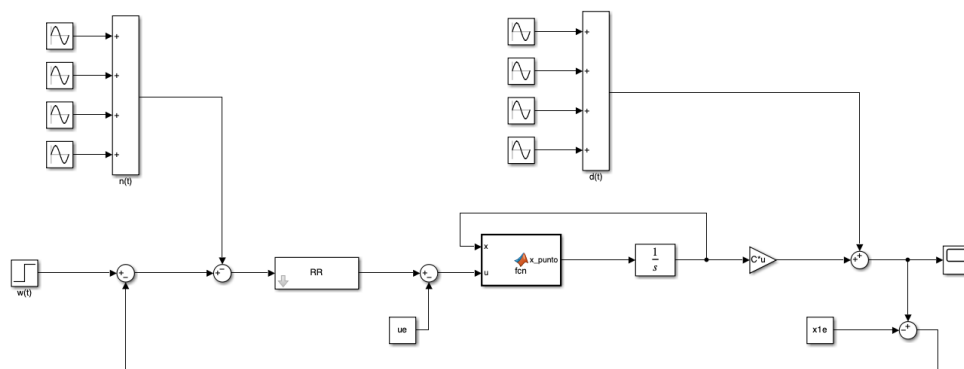 +
+
+
+
n(t)
+
+
+
+
d(t)
w(t)
+
−
+
−
RR
+
−
ue
x
u
x_punto
fcn
1
s
C*u
+
+
x1e
−
+